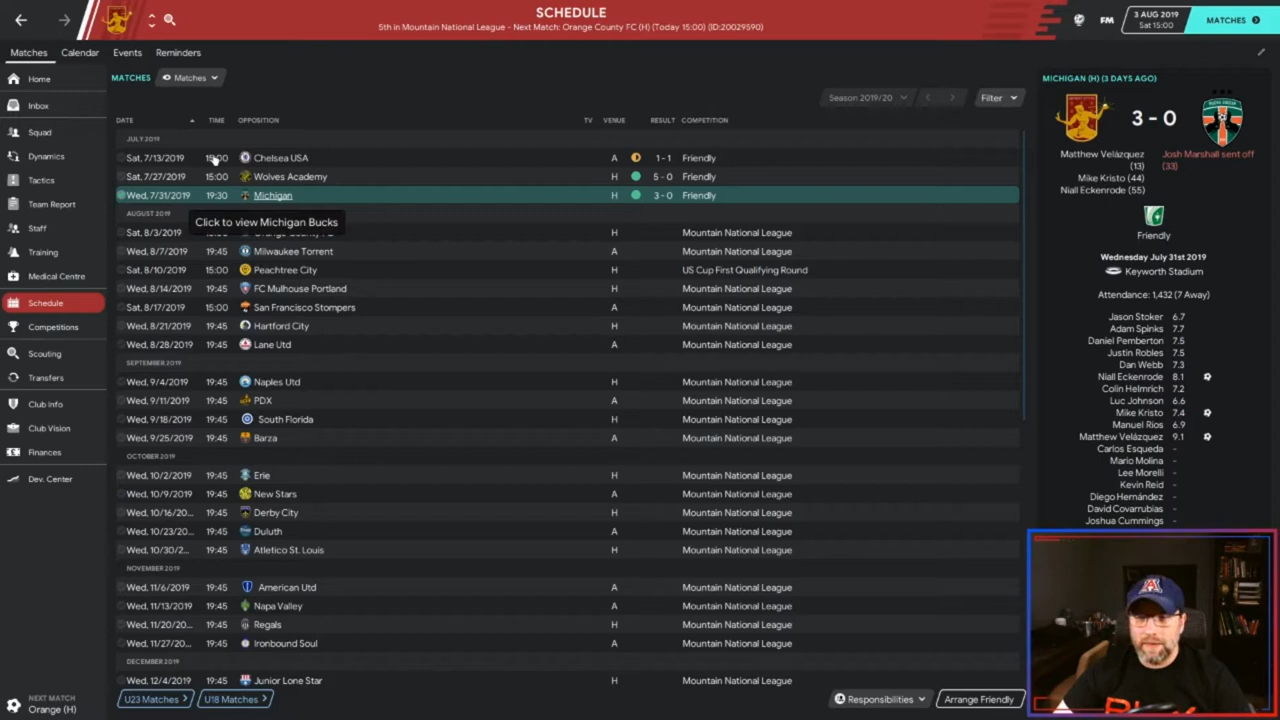 SCHEDULE
5th in Mountain National League - Next Match: Orange County FC (H) (Today 15:00) (ID:20029590)
FM
3 AUG 2019
Sat 15:00
MATCHES
Matches Calendar Events Reminders
Home
Inbox
Squad
Dynamics
Tactics
Team Report
Staff
Training
Medical Centre
Schedule
Competitions
Scouting
Transfers
Club Info
Club Vision
Finances
Dev. Center
NEXT MATCH
Orange (H)
MATCHES Matches
Season 2019/20 Filter
DATE TIME OPPOSITION TV VENUE RESULT COMPETITION
JULY 2019
Sat, 7/13/2019 Chelsea USA A 1 - 1 Friendly
Sat, 7/27/2019 15:00 Wolves Academy H 5 - 0 Friendly
Wed, 7/31/2019 19:30 Michigan H 3 - 0 Friendly
AUGUST 2019
Click to view Michigan Bucks
Sat, 8/3/2019 H Mountain National League
Wed, 8/7/2019 19:45 Milwaukee Torrent A Mountain National League
Sat, 8/10/2019 15:00 Peachtree City H US Cup First Qualifying Round
Wed, 8/14/2019 19:45 FC Mulhouse Portland H Mountain National League
Sat, 8/17/2019 15:00 San Francisco Stompers A Mountain National League
Wed, 8/21/2019 19:45 Hartford City H Mountain National League
Wed, 8/28/2019 19:45 Lane Utd A Mountain National League
SEPTEMBER 2019
Wed, 9/4/2019 19:45 Naples Utd H Mountain National League
Wed, 9/11/2019 19:45 PDX A Mountain National League
Wed, 9/18/2019 19:45 South Florida H Mountain National League
Wed, 9/25/2019 19:45 Barza A Mountain National League
OCTOBER 2019
Wed, 10/2/2019 19:45 Erie H Mountain National League
Wed, 10/9/2019 19:45 New Stars A Mountain National League
Wed, 10/16/20... 19:45 Derby City H Mountain National League
Wed, 10/23/20... 19:45 Duluth A Mountain National League
Wed, 10/30/2... 19:45 Atletico St. Louis H Mountain National League
NOVEMBER 2019
Wed, 11/6/2019 19:45 American Utd A Mountain National League
Wed, 11/13/2019 19:45 Napa Valley A Mountain National League
Wed, 11/20/20... 19:45 Regals H Mountain National League
Wed, 11/27/20... 19:45 Ironbound Soul A Mountain National League
DECEMBER 2019
Wed, 12/4/2019 19:45 Junior Lone Star H Mountain National League
U23 Matches U18 Matches Responsibilities Arrange Friendly
MICHIGAN (H) (3 DAYS AGO)
3 - 0
Matthew Velázquez
(13)
Mike Kristo (44)
Niall Eckenrode (55)
Josh Marshall sent off
(33)
Friendly
Wednesday July 31st 2019
Keyworth Stadium
Attendance: 1,432 (7 Away)
Jason Stoker 6.7
Adam Spinks 7.7
Daniel Pemberton 7.5
Justin Robles 7.5
Dan Webb 7.3
Niall Eckenrode 8.1
Colin Helmrich 7.2
Luc Johnson 6.6
Mike Kristo 7.4
Manuel Rios 6.9
Matthew Velázquez 9.1
Carlos Esqueda -
Mario Molina -
Lee Morelli -
Kevin Reid -
Diego Hernández -
David Covarrubias -
Joshua Cummings -
A